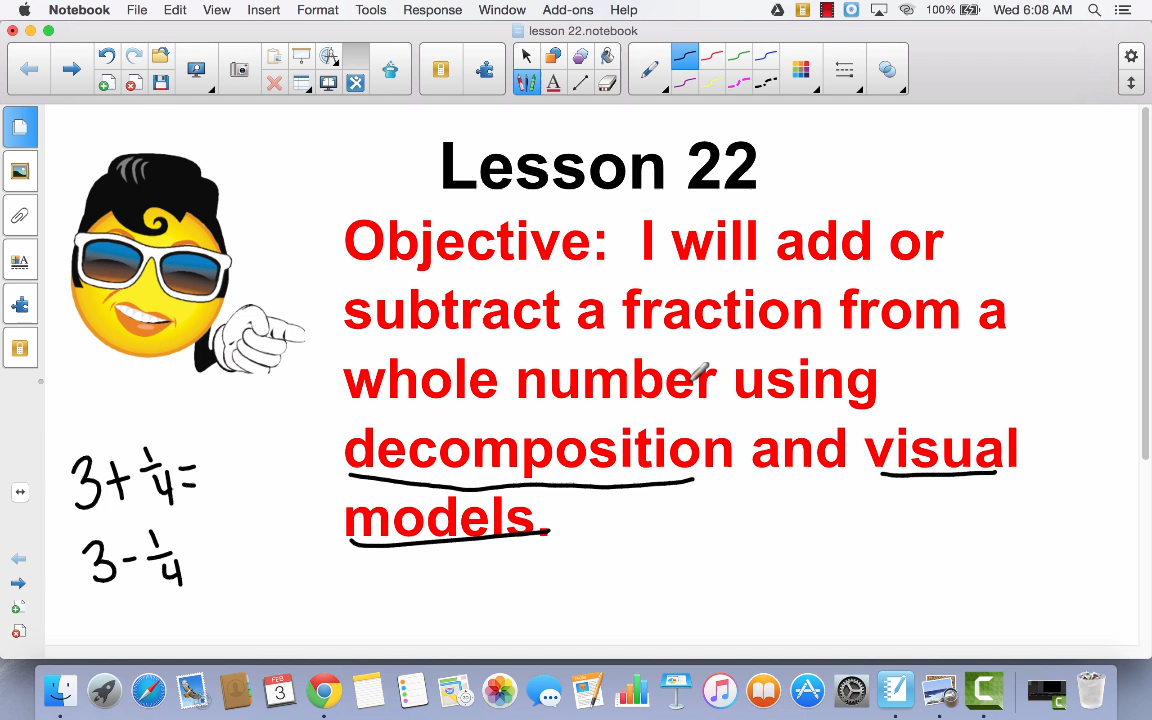 Notebook File Edit View Insert Format Tools Response Window Add-ons Help 100% Wed 6:08 AM
lesson 22.notebook
Lesson 22
Objective: I will add or
subtract a fraction from a
whole number using
decomposition and visual
models.
3+1/4=
3-1/4
FEB
3